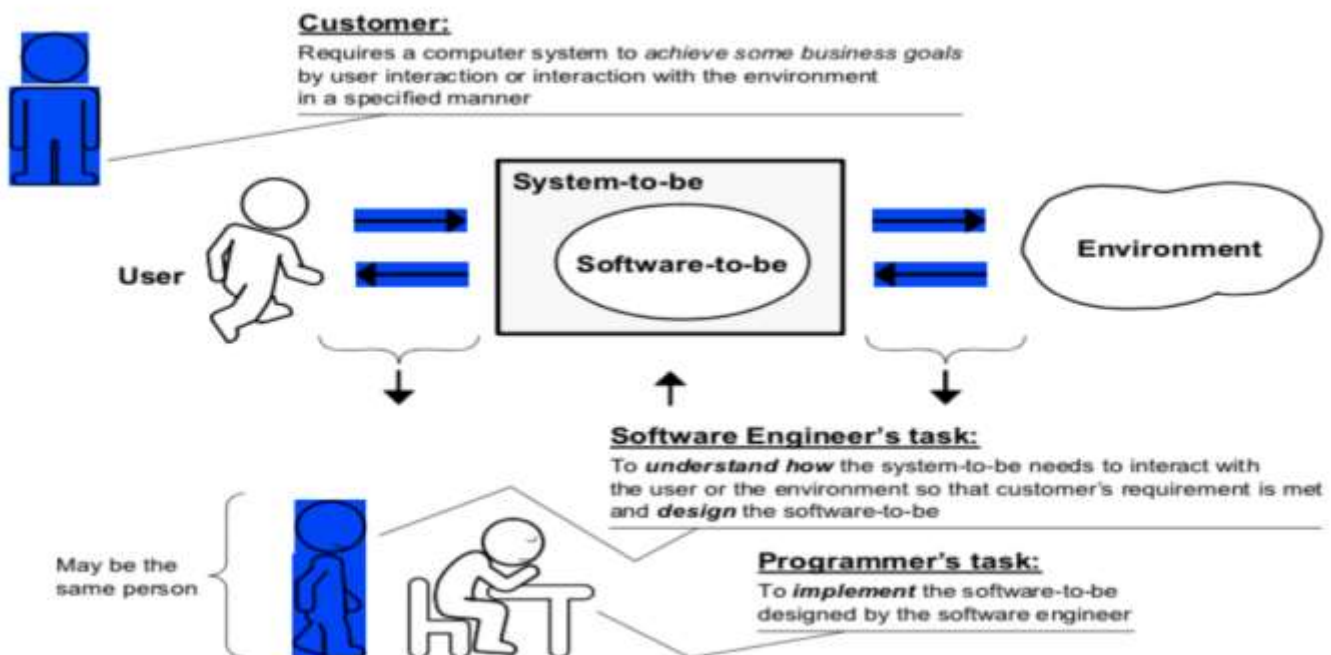 Customer:
Requires a computer system to achieve some business goals
by user interaction or interaction with the environment
in a specified manner
System-to-be
Software-to-be
User
Environment
Software Engineer's task:
To understand how the system-to-be needs to interact with
the user or the environment so that customer's requirement is met
and design the software-to-be
May be the
same person
Programmer's task:
To implement the software-to-be
designed by the software engineer